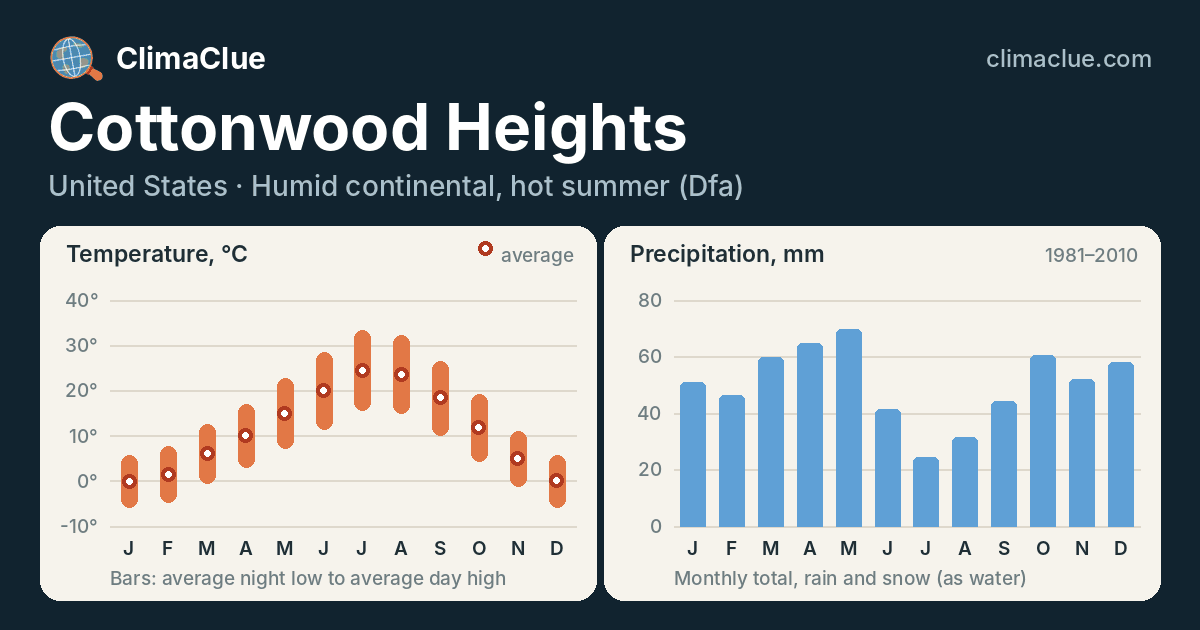 ClimaClue
climaclue.com
Cottonwood Heights
United States · Humid continental, hot summer (Dfa)
Temperature, °C
average
40°
30°
20°
10°
0°
-10°
J F M A M J J A S O N D
Bars: average night low to average day high
Precipitation, mm
1981–2010
80
60
40
20
0
J F M A M J J A S O N D
Monthly total, rain and snow (as water)